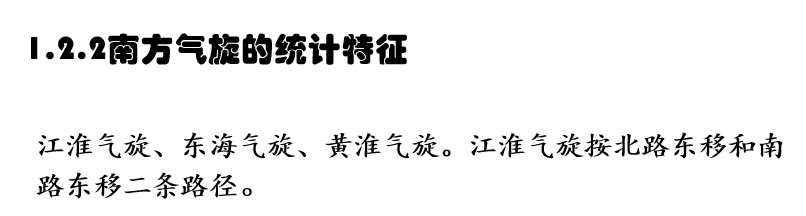 1.2.2南方气旋的统计特征
江淮气旋、东海气旋、黄淮气旋。江淮气旋按北路东移和南
路东移二条路径。